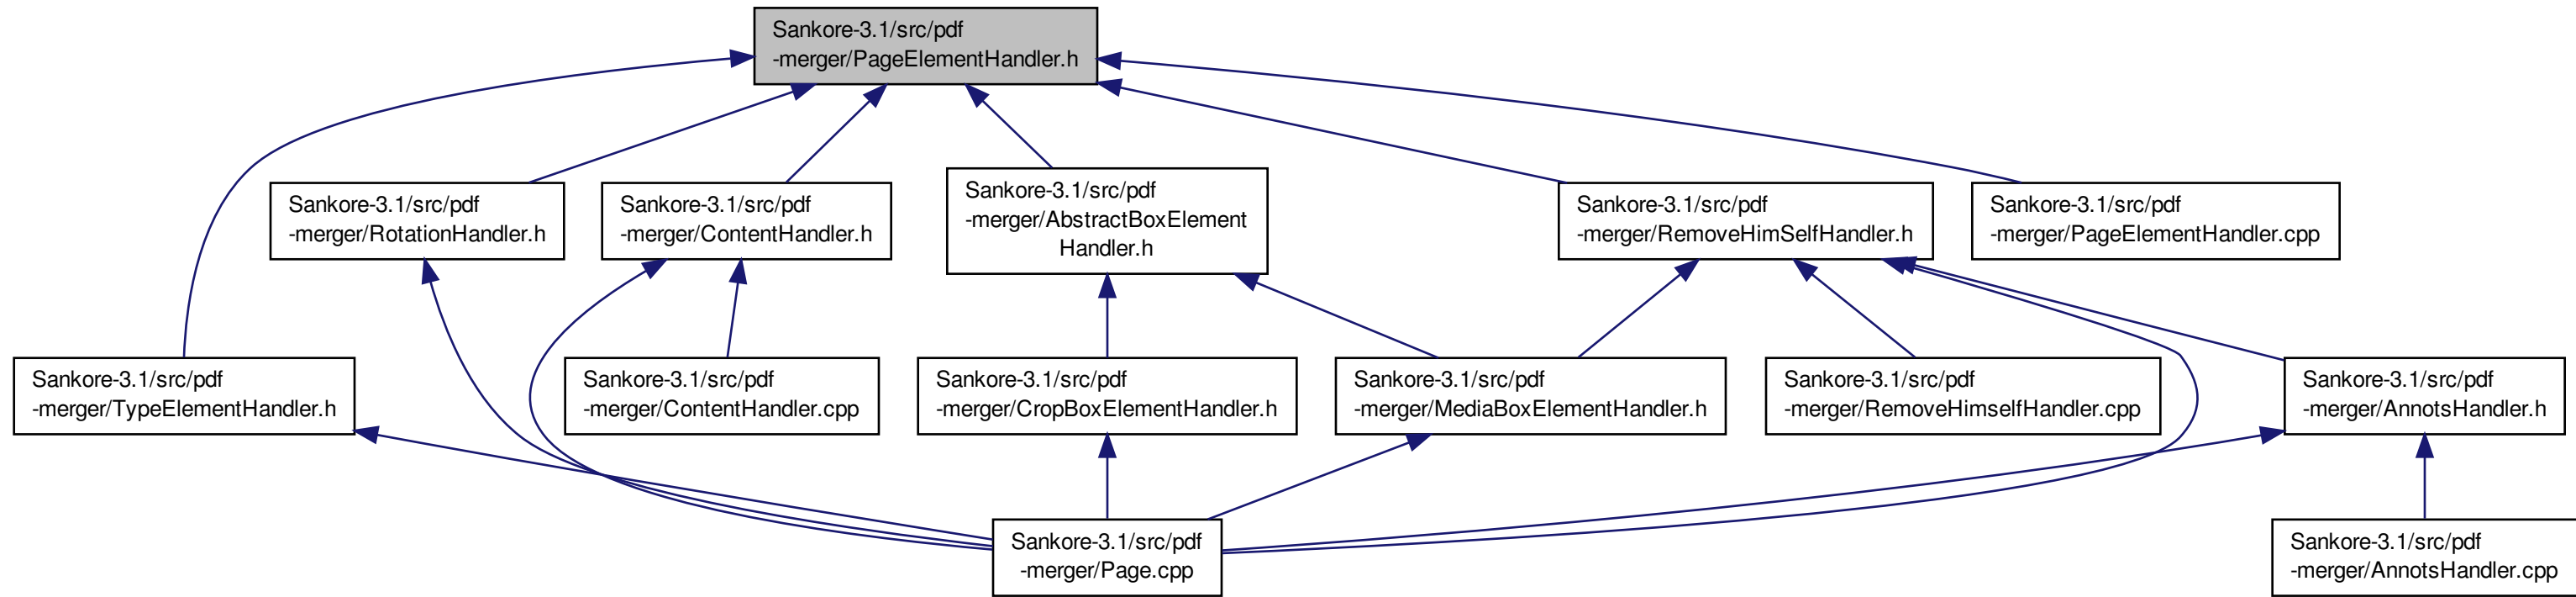 Sankore-3.1/src/pdf
-merger/PageElementHandler.h
Sankore-3.1/src/pdf
-merger/RotationHandler.h
Sankore-3.1/src/pdf
-merger/ContentHandler.h
Sankore-3.1/src/pdf
-merger/AbstractBoxElement
Handler.h
Sankore-3.1/src/pdf
-merger/RemoveHimSelfHandler.h
Sankore-3.1/src/pdf
-merger/PageElementHandler.cpp
Sankore-3.1/src/pdf
-merger/TypeElementHandler.h
Sankore-3.1/src/pdf
-merger/ContentHandler.cpp
Sankore-3.1/src/pdf
-merger/CropBoxElementHandler.h
Sankore-3.1/src/pdf
-merger/MediaBoxElementHandler.h
Sankore-3.1/src/pdf
-merger/RemoveHimselfHandler.cpp
Sankore-3.1/src/pdf
-merger/AnnotsHandler.h
Sankore-3.1/src/pdf
-merger/Page.cpp
Sankore-3.1/src/pdf
-merger/AnnotsHandler.cpp